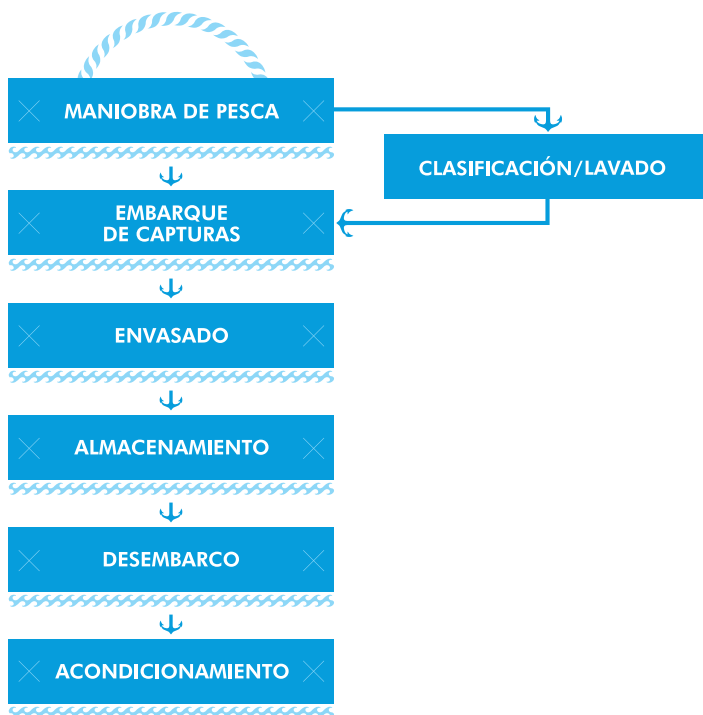 MANIOBRA DE PESCA
CLASIFICACIÓN/LAVADO
EMBARQUE
DE CAPTURAS
ENVASADO
ALMACENAMIENTO
DESEMBARCO
ACONDICIONAMIENTO